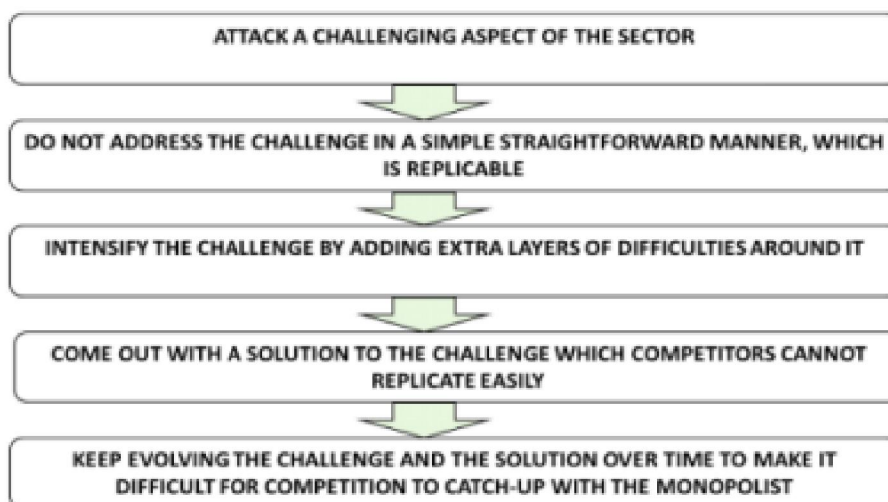 ATTACK A CHALLENGING ASPECT OF THE SECTOR
DO NOT ADDRESS THE CHALLENGE IN A SIMPLE STRAIGHTFORWARD MANNER, WHICH
IS REPLICABLE
INTENSIFY THE CHALLENGE BY ADDING EXTRA LAYERS OF DIFFICULTIES AROUND IT
COME OUT WITH A SOLUTION TO THE CHALLENGE WHICH COMPETITORS CANNOT
REPLICATE EASILY
KEEP EVOLVING THE CHALLENGE AND THE SOLUTION OVER TIME TO MAKE IT
DIFFICULT FOR COMPETITION TO CATCH-UP WITH THE MONOPOLIST